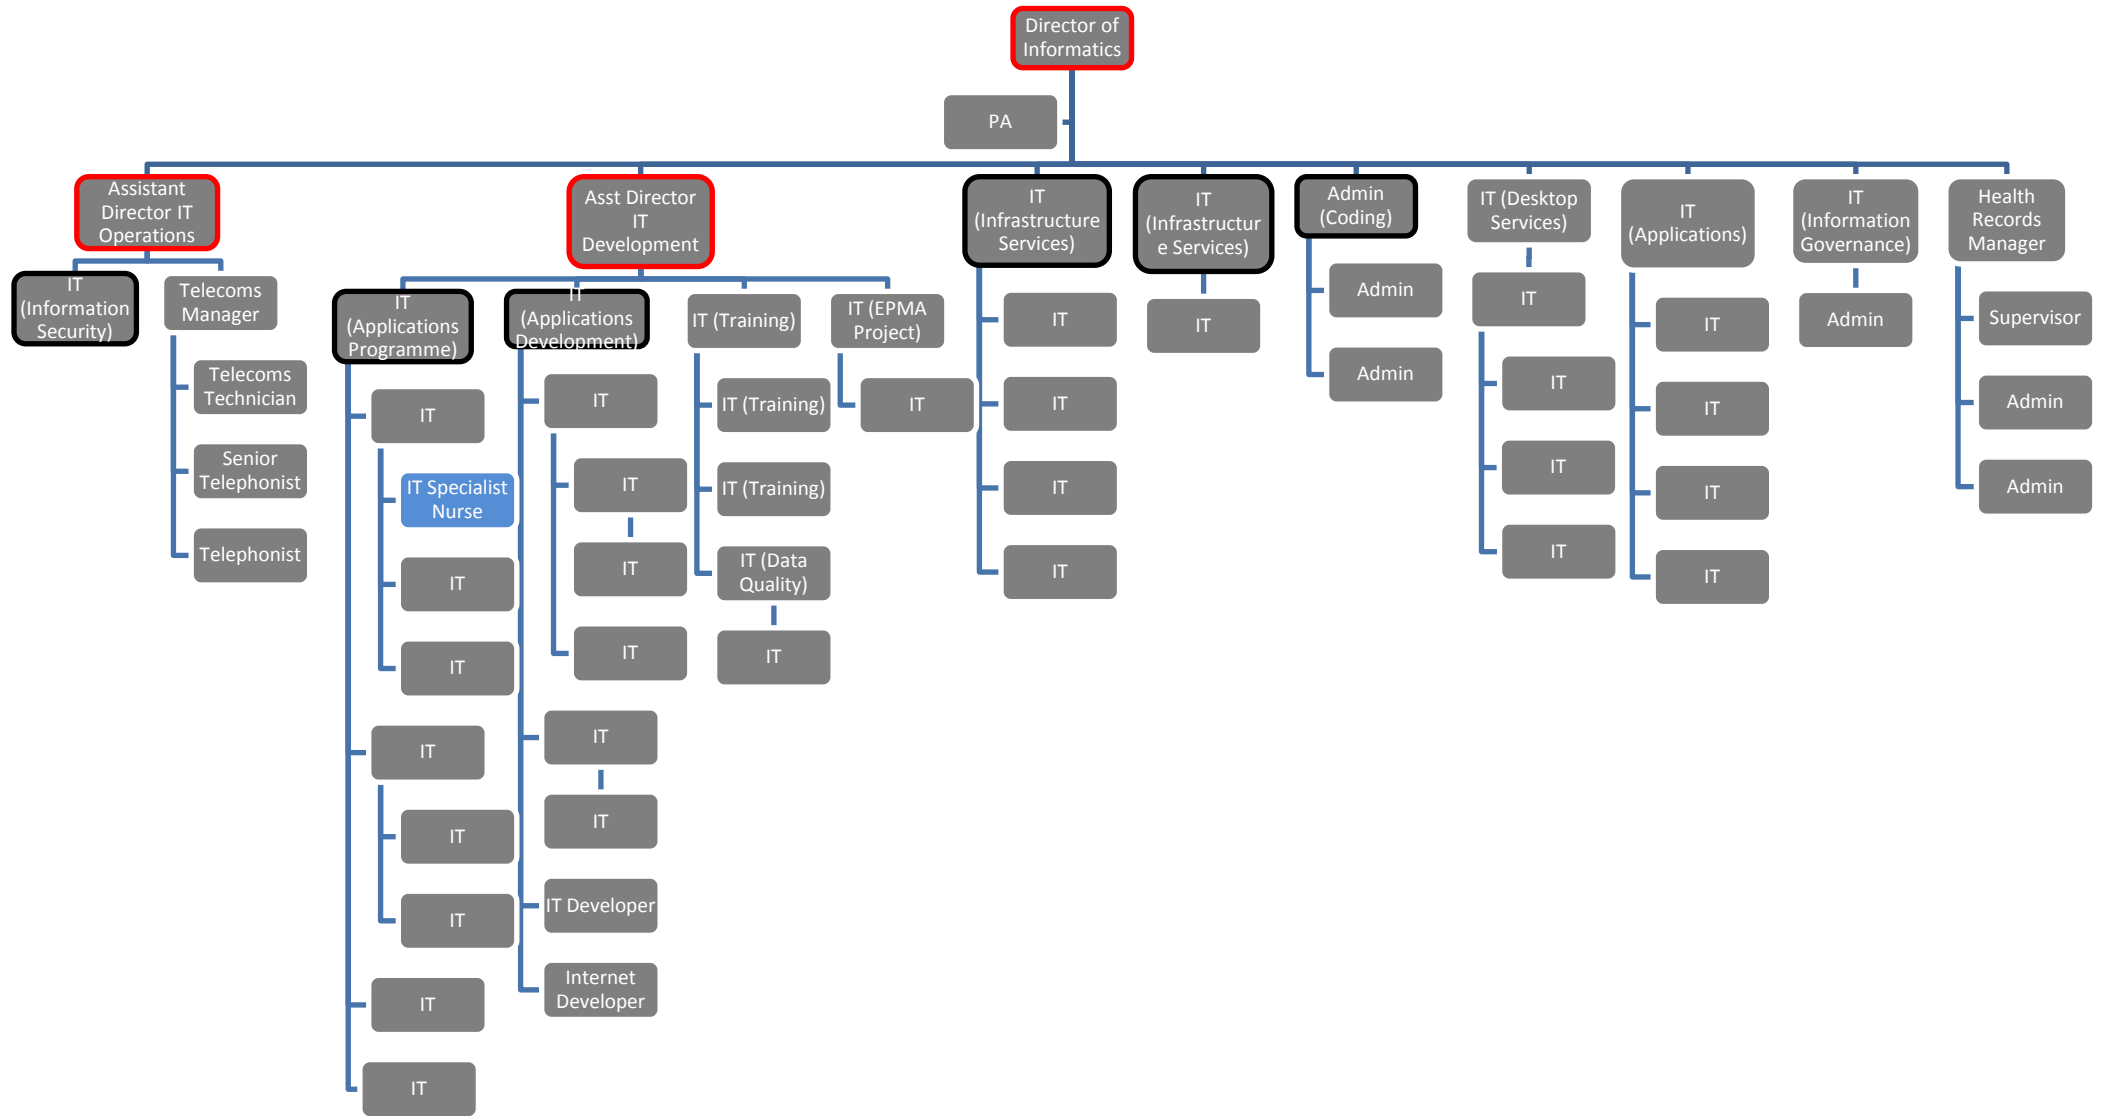 Director of
Informatics
PA
Assistant
Director IT
Operations
Asst Director
IT
Development
IT
(Infrastructure
Services)
IT
(Infrastructur
e Services)
Admin
(Coding)
IT (Desktop
Services)
IT
(Applications)
IT
(Information
Governance)
Health
Records
Manager
IT
(Information
Security)
Telecoms
Manager
Telecoms
Technician
Senior
Telephonist
Telephonist
IT
(Applications
Programme)
IT
IT Specialist
Nurse
IT
IT
IT
IT
IT
IT
IT
IT
(Applications
Development)
IT
IT
IT
IT
IT
IT
IT Developer
Internet
Developer
IT (Training)
IT (Training)
IT (Training)
IT (Data
Quality)
IT
IT (EPMA
Project)
IT
IT
IT
IT
IT
IT
Admin
Admin
IT
IT
IT
IT
IT
IT
IT
IT
Admin
Supervisor
Admin
Admin